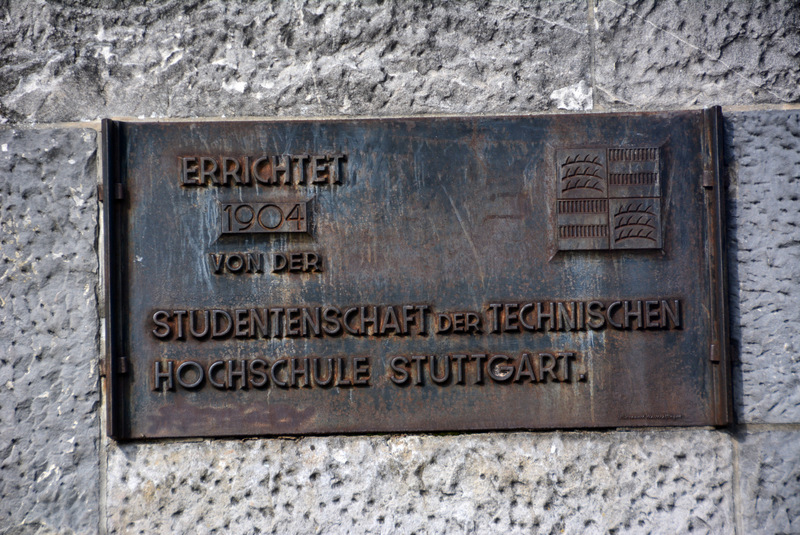 ERRICHTET
1904
VON DER
STUDENTENSCHAFT DER TECHNISCHEN
HOCHSCHULE STUTTGART.